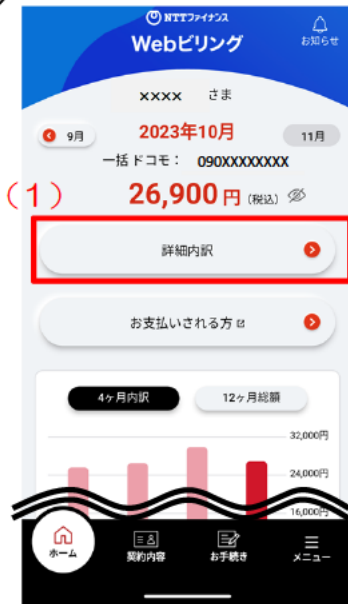 NTTファイナンス
Webビリング
お知らせ
xxxx さま
9月
2023年10月
11月
一括ドコモ： 090XXXXXXXX
(1)
26,900 円 (税込)
詳細内訳
お支払いされる方
4ヶ月内訳
12ヶ月総額
32,000円
24,000円
16,000円
ホーム
契約内容
お手続き
メニュー